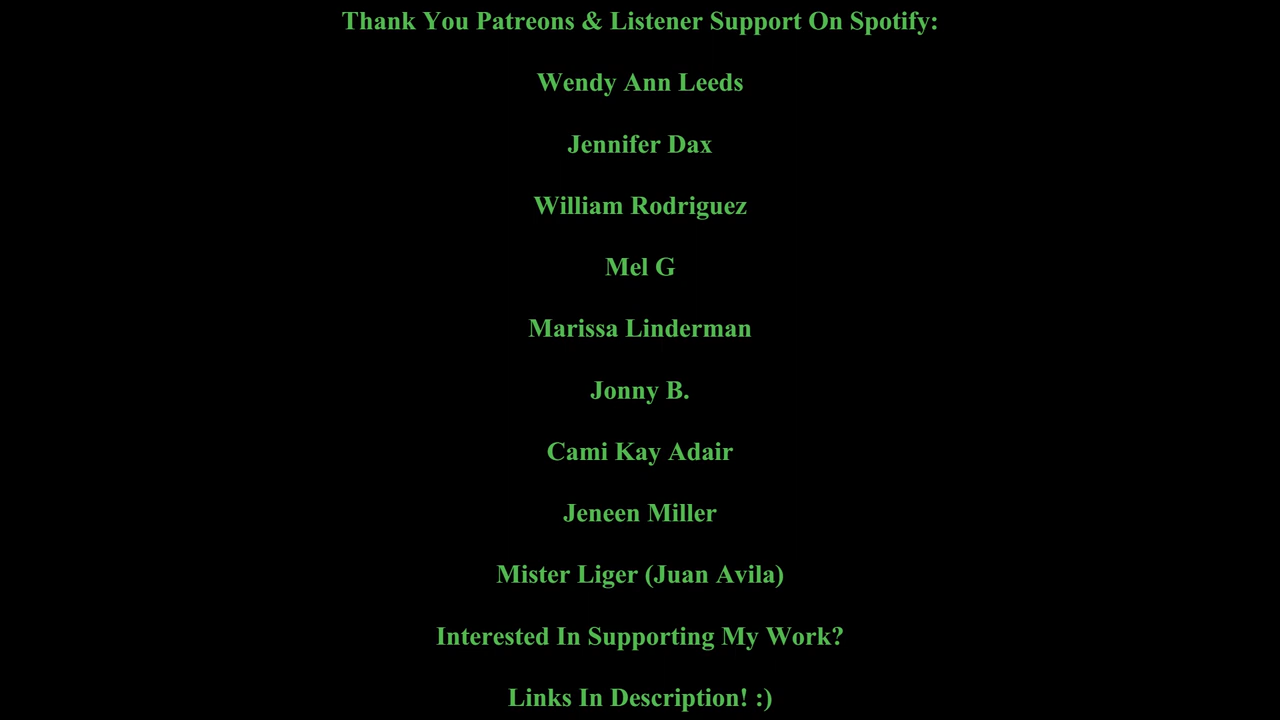 Thank You Patreons & Listener Support On Spotify:
Wendy Ann Leeds
Jennifer Dax
William Rodriguez
Mel G
Marissa Linderman
Jonny B.
Cami Kay Adair
Jeneen Miller
Mister Liger (Juan Avila)
Interested In Supporting My Work?
Links In Description! :)